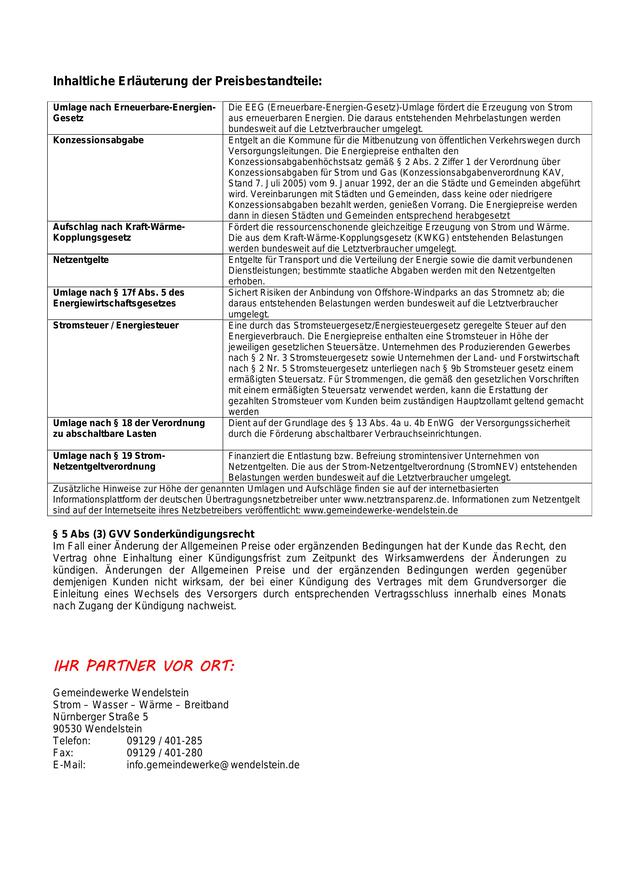 Inhaltliche Erläuterung der Preisbestandteile:
Umlage nach Erneuerbare-Energien-
Gesetz
Die EEG (Erneuerbare-Energien-Gesetz)-Umlage fördert die Erzeugung von Strom
aus erneuerbaren Energien. Die daraus entstehenden Mehrbelastungen werden
bundesweit auf die Letztverbraucher umgelegt.
Konzessionsabgabe
Entgelt an die Kommune für die Mitbenutzung von öffentlichen Verkehrswegen durch
Versorgungsleitungen. Die Energiepreise enthalten den
Konzessionsabgabenhöchstsatz gemäß § 2 Abs. 2 Ziffer 1 der Verordnung über
Konzessionsabgaben für Strom und Gas (Konzessionsabgabenverordnung KAV,
Stand 7. Juli 2005) vom 9. Januar 1992, der an die Städte und Gemeinden abgeführt
wird. Vereinbarungen mit Städten und Gemeinden, dass keine oder niedrigere
Konzessionsabgaben bezahlt werden, genießen Vorrang. Die Energiepreise werden
dann in diesen Städten und Gemeinden entsprechend herabgesetzt
Aufschlag nach Kraft-Wärme-
Kopplungsgesetz
Fördert die ressourcenschonende gleichzeitige Erzeugung von Strom und Wärme.
Die aus dem Kraft-Wärme-Kopplungsgesetz (KWKG) entstehenden Belastungen
werden bundesweit auf die Letztverbraucher umgelegt.
Netzentgelte
Entgelte für Transport und die Verteilung der Energie sowie die damit verbundenen
Dienstleistungen; bestimmte staatliche Abgaben werden mit den Netzentgelten
erhoben.
Umlage nach § 17f Abs. 5 des
Energiewirtschaftsgesetzes
Sichert Risiken der Anbindung von Offshore-Windparks an das Stromnetz ab; die
daraus entstehenden Belastungen werden bundesweit auf die Letztverbraucher
umgelegt.
Stromsteuer / Energiesteuer
Eine durch das Stromsteuergesetz/Energiesteuergesetz geregelte Steuer auf den
Energieverbrauch. Die Energiepreise enthalten eine Stromsteuer in Höhe der
jeweiligen gesetzlichen Steuersätze. Unternehmen des Produzierenden Gewerbes
nach § 2 Nr. 3 Stromsteuergesetz sowie Unternehmen der Land- und Forstwirtschaft
nach § 2 Nr. 5 Stromsteuergesetz unterliegen nach § 9b Stromsteuer gesetz einem
ermäßigten Steuersatz. Für Strommengen, die gemäß den gesetzlichen Vorschriften
mit einem ermäßigten Steuersatz verwendet werden, kann die Erstattung der
gezahlten Stromsteuer vom Kunden beim zuständigen Hauptzollamt geltend gemacht
werden
Umlage nach § 18 der Verordnung
zu abschaltbare Lasten
Dient auf der Grundlage des § 13 Abs. 4a u. 4b EnWG der Versorgungssicherheit
durch die Förderung abschaltbarer Verbrauchseinrichtungen.
Umlage nach § 19 Strom-
Netzentgeltverordnung
Finanziert die Entlastung bzw. Befreiung stromintensiver Unternehmen von
Netzentgelten. Die aus der Strom-Netzentgeltverordnung (StromNEV) entstehenden
Belastungen werden bundesweit auf die Letztverbraucher umgelegt.
Zusätzliche Hinweise zur Höhe der genannten Umlagen und Aufschläge finden sie auf der internetbasierten
Informationsplattform der deutschen Übertragungsnetzbetreiber unter www.netztransparenz.de. Informationen zum Netzentgelt
sind auf der Internetseite ihres Netzbetreibers veröffentlicht: www.gemeindewerke-wendelstein.de
§ 5 Abs (3) GVV Sonderkündigungsrecht
Im Fall einer Änderung der Allgemeinen Preise oder ergänzenden Bedingungen hat der Kunde das Recht, den
Vertrag ohne Einhaltung einer Kündigungsfrist zum Zeitpunkt des Wirksamwerdens der Änderungen zu
kündigen. Änderungen der Allgemeinen Preise und der ergänzenden Bedingungen werden gegenüber
demjenigen Kunden nicht wirksam, der bei einer Kündigung des Vertrages mit dem Grundversorger die
Einleitung eines Wechsels des Versorgers durch entsprechenden Vertragsschluss innerhalb eines Monats
nach Zugang der Kündigung nachweist.
IHR PARTNER VOR ORT:
Gemeindewerke Wendelstein
Strom – Wasser – Wärme – Breitband
Nürnberger Straße 5
90530 Wendelstein
Telefon: 09129 / 401-285
Fax: 09129 / 401-280
E-Mail: info.gemeindewerke@wendelstein.de